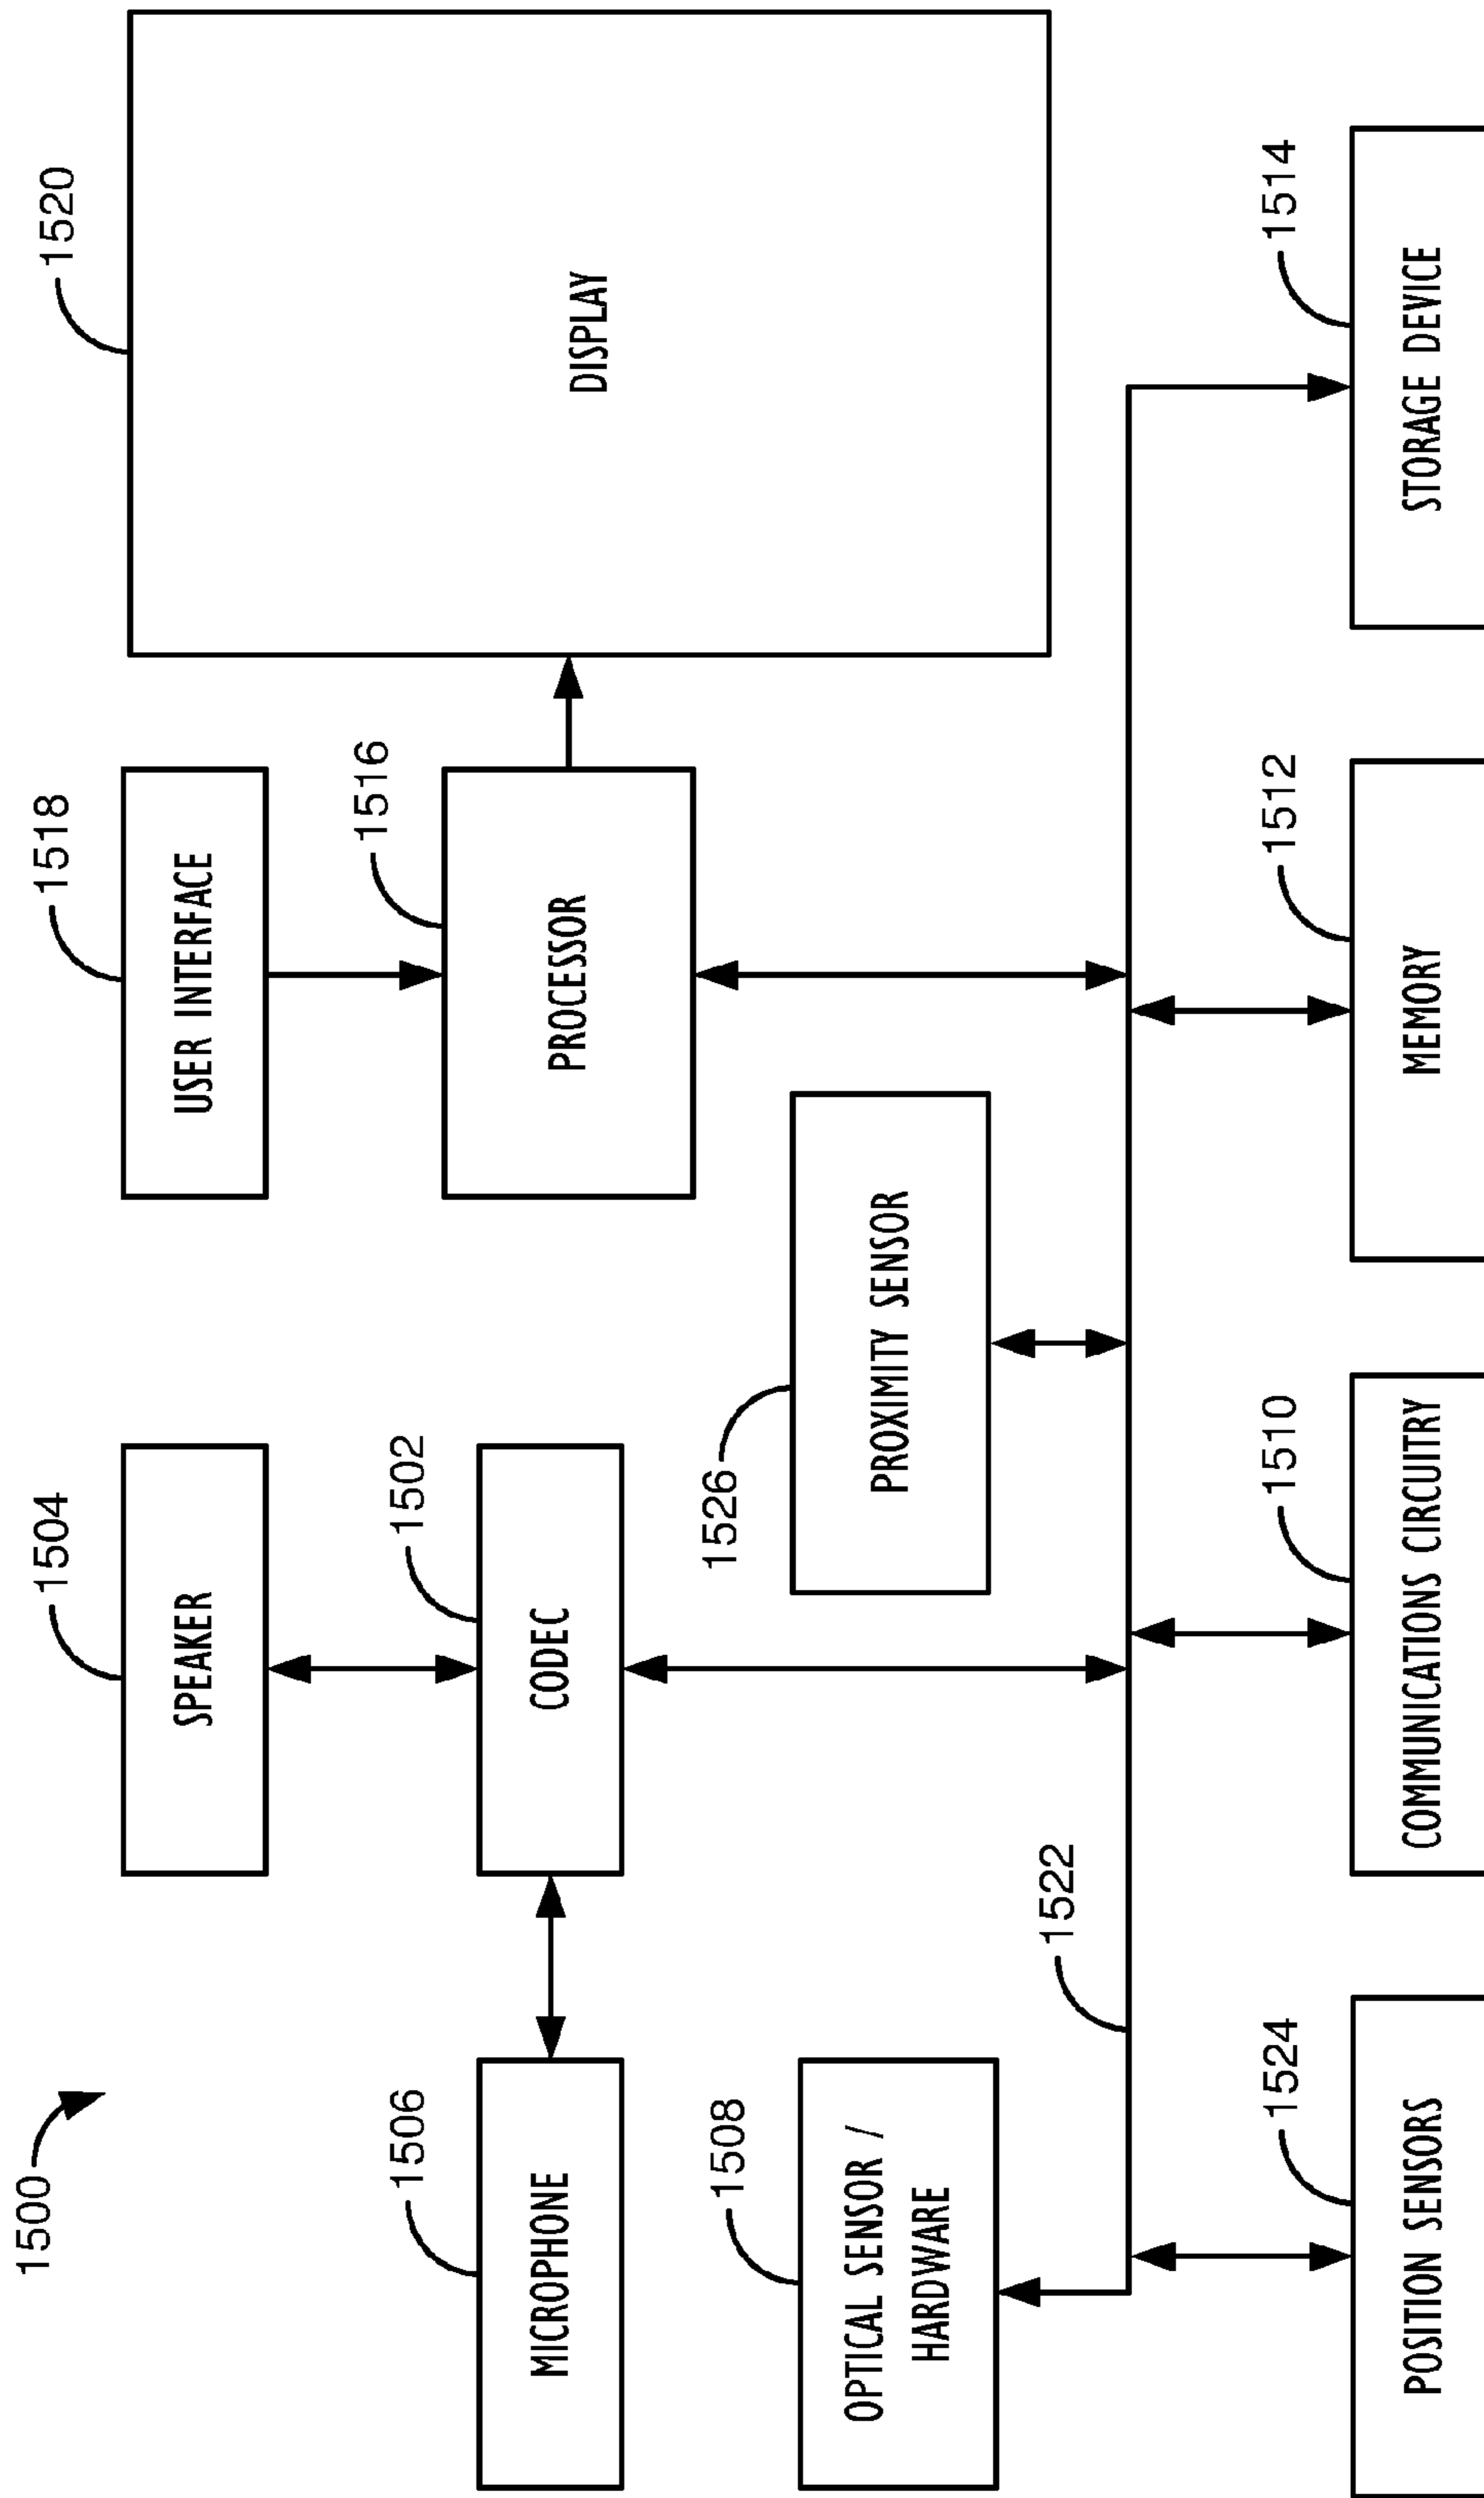 1500
1504
SPEAKER
1518
USER INTERFACE
1520
DISPLAY
1506
MICROPHONE
1502
CODEC
1516
PROCESSOR
1508
OPTICAL SENSOR /
HARDWARE
1526
PROXIMITY SENSOR
1522
1524
POSITION SENSORS
1510
COMMUNICATIONS CIRCUITRY
1512
MEMORY
1514
STORAGE DEVICE